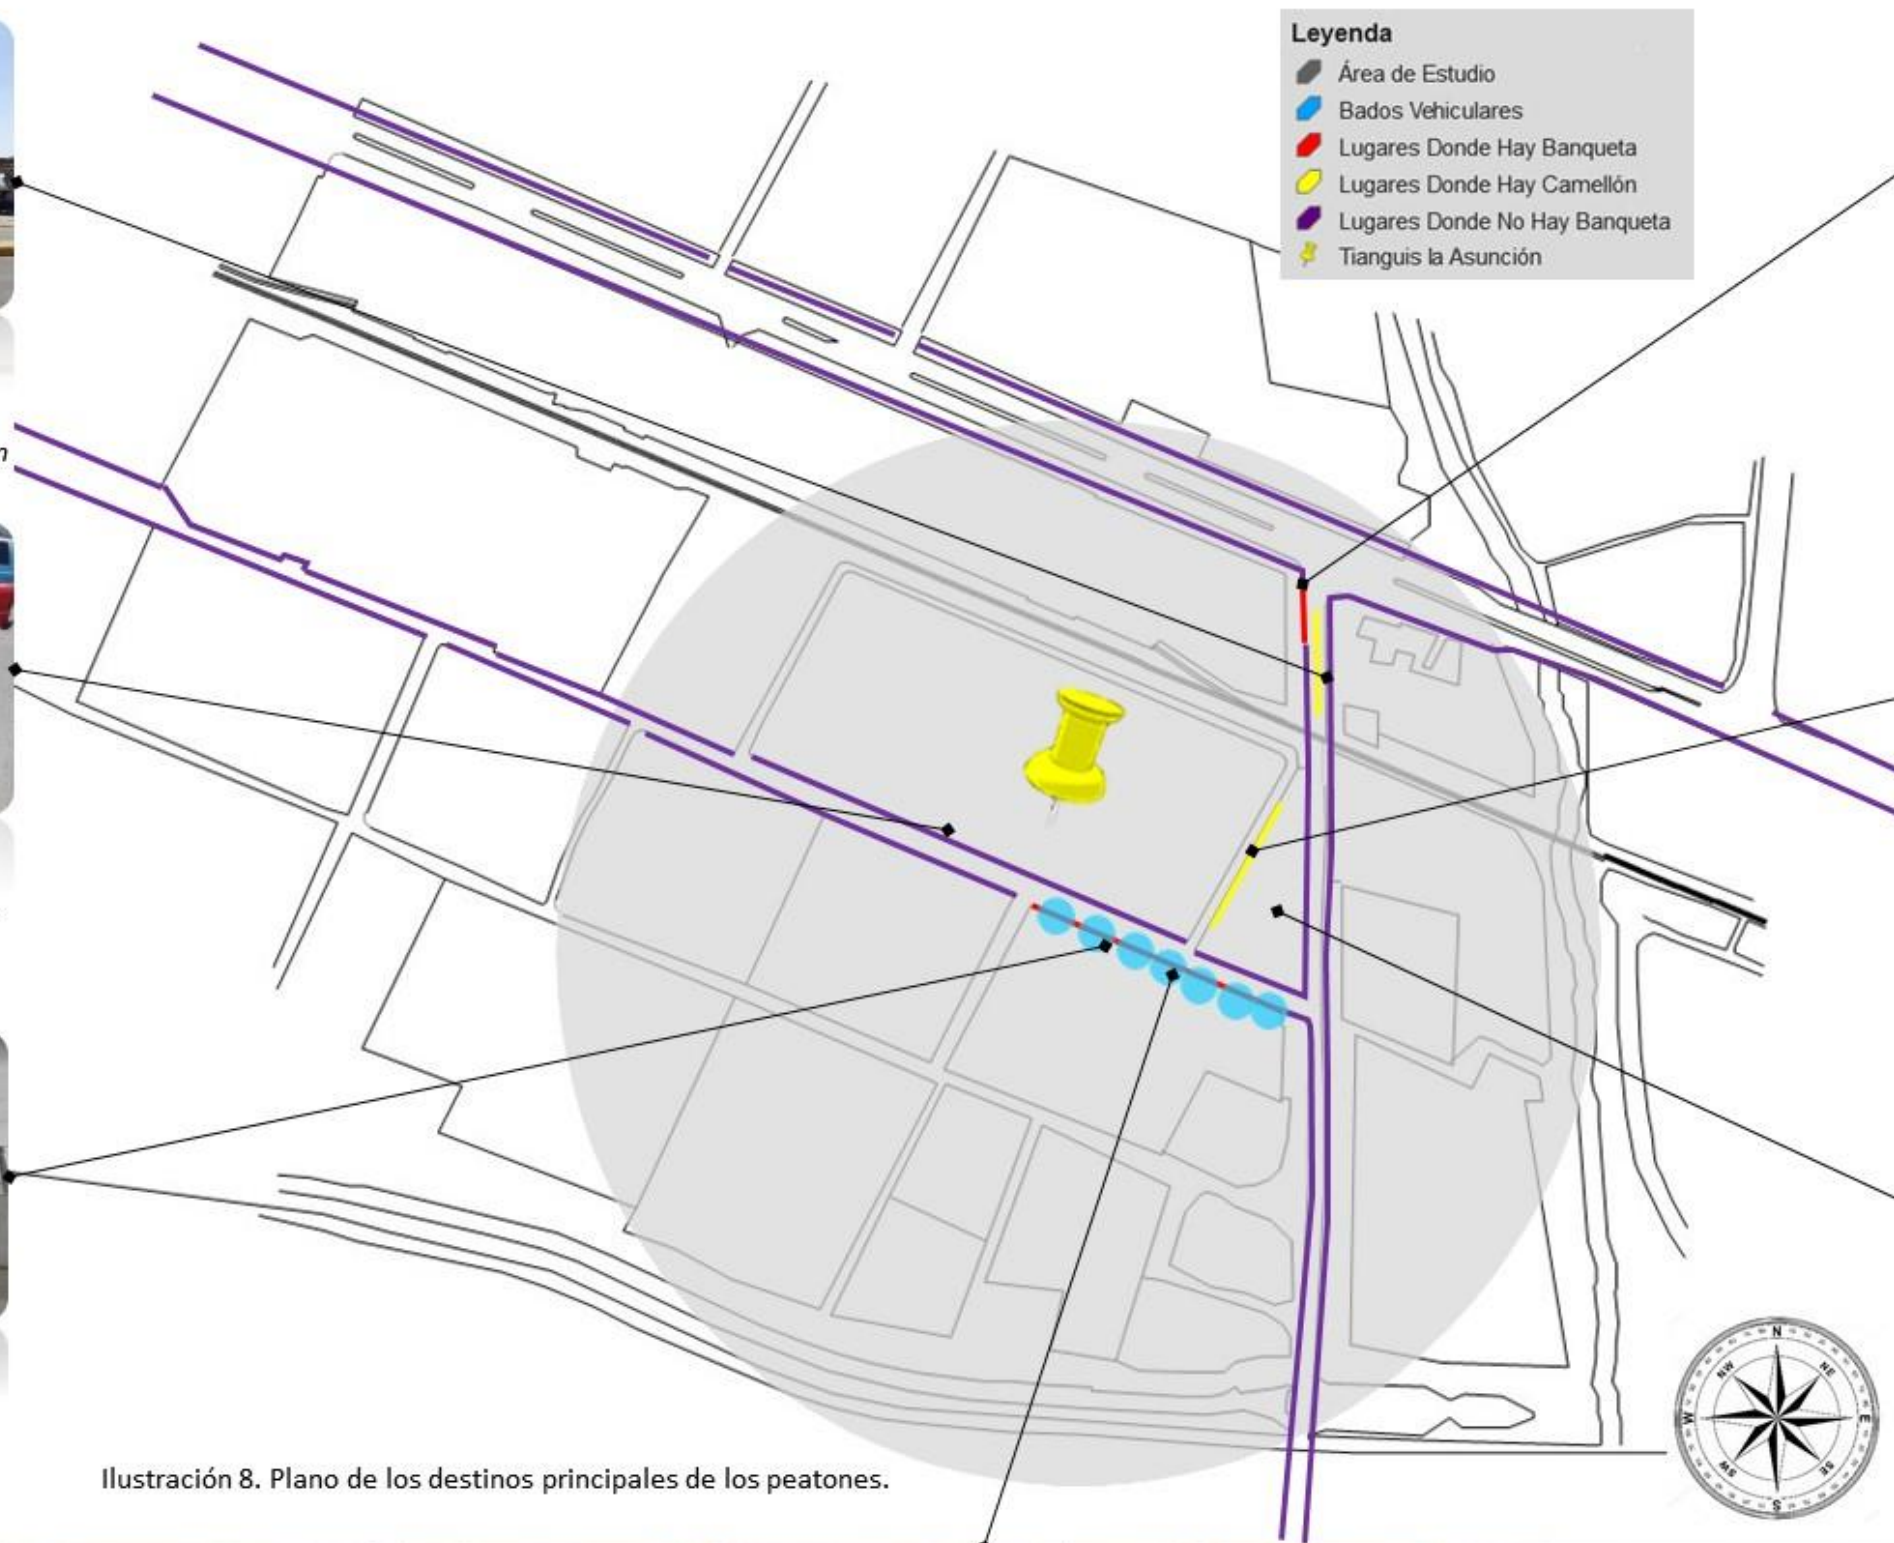 Leyenda
Área de Estudio
Bados Vehiculares
Lugares Donde Hay Banqueta
Lugares Donde Hay Camellón
Lugares Donde No Hay Banqueta
Tianguis la Asunción
n
N
NW
NE
W
E
SW
SE
S
Ilustración 8. Plano de los destinos principales de los peatones.